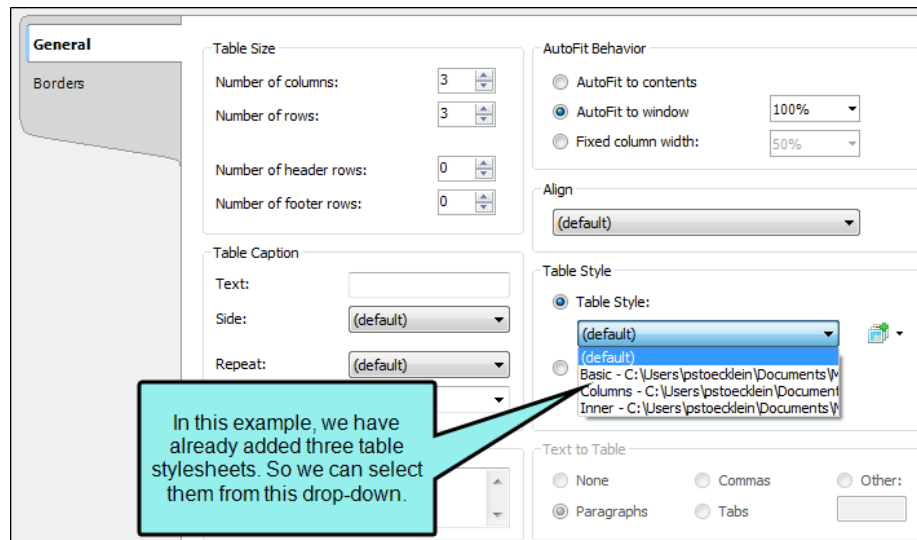 General
Borders
Table Size
Number of columns: 3
Number of rows: 3
Number of header rows: 0
Number of footer rows: 0
Table Caption
Text:
Side: (default)
Repeat: (default)
AutoFit Behavior
AutoFit to contents
AutoFit to window 100%
Fixed column width: 50%
Align
(default)
Table Style
Table Style:
(default)
(default)
Basic - C:\Users\pstoecklein\Documents\M
Columns - C:\Users\pstoecklein\Document
Inner - C:\Users\pstoecklein\Documents\M
In this example, we have
already added three table
stylesheets. So we can select
them from this drop-down.
Text to Table
None Commas Other:
Paragraphs Tabs